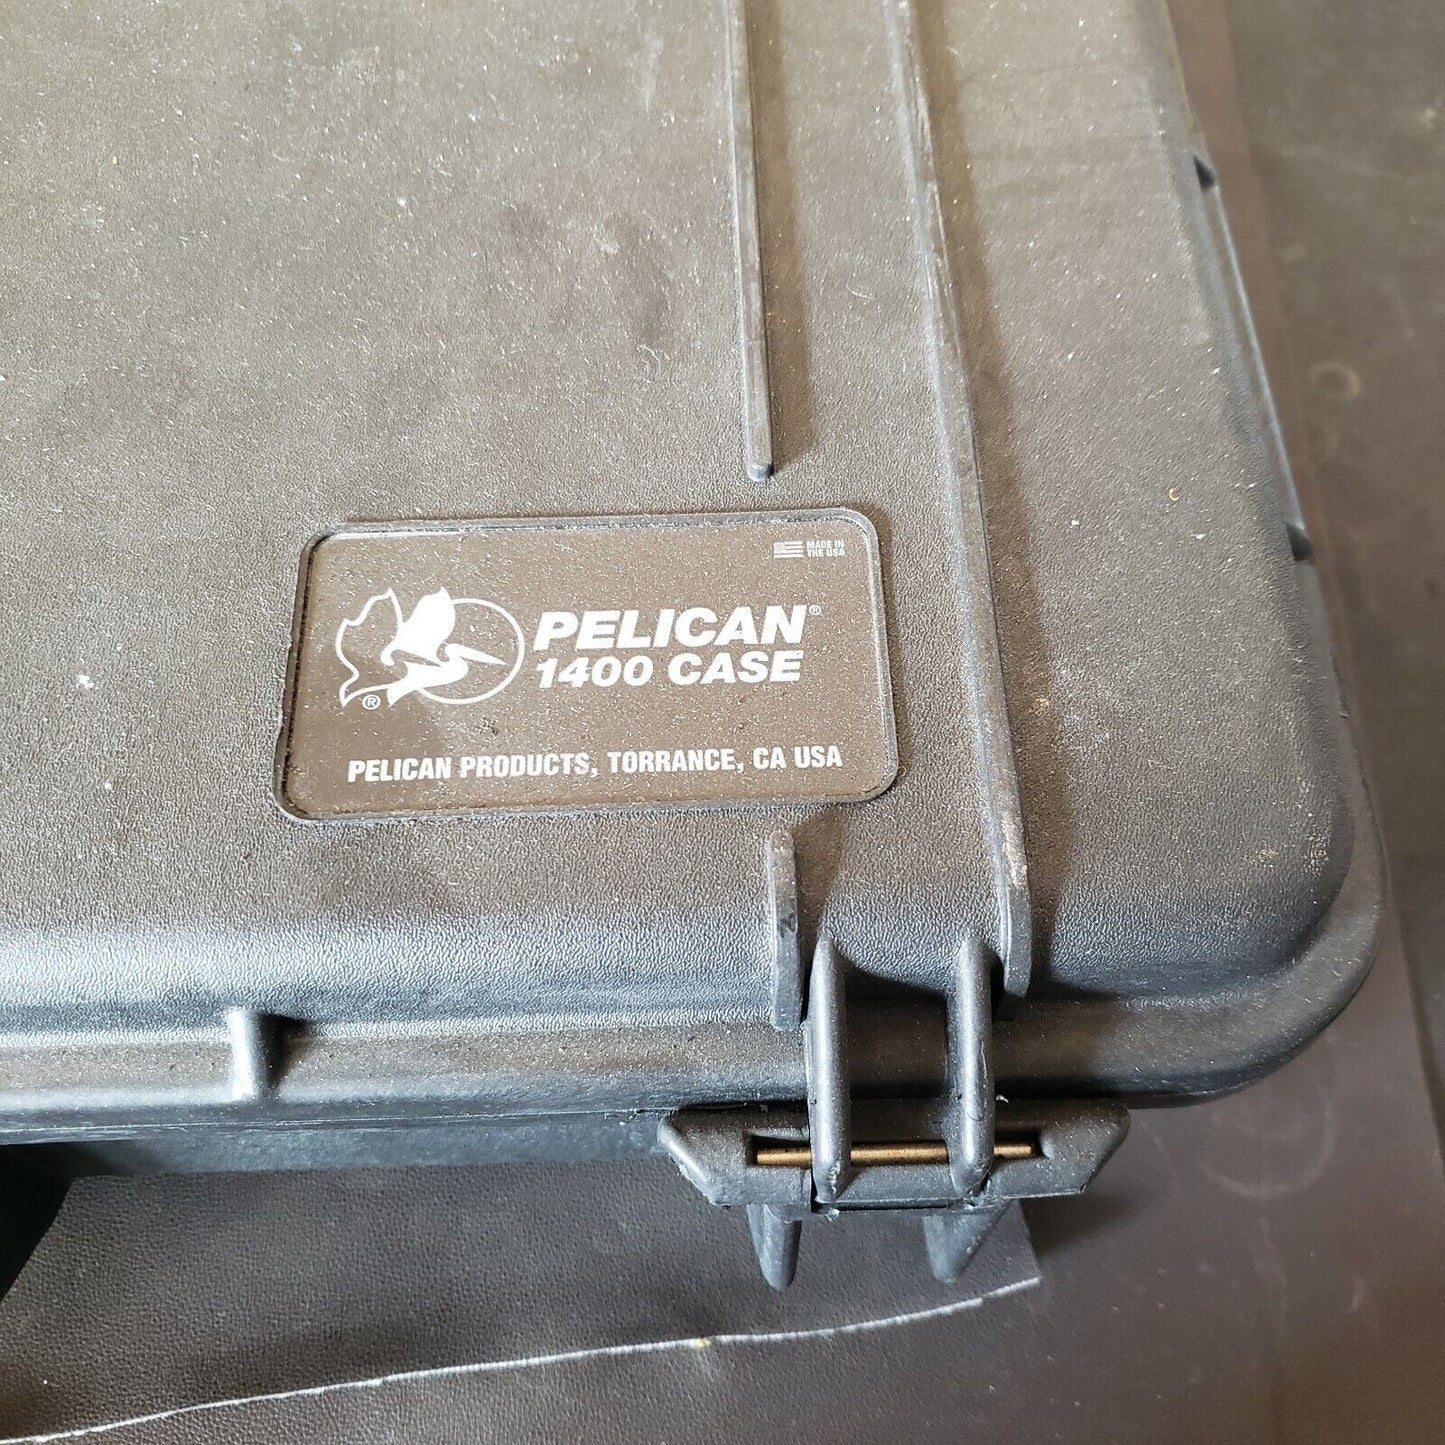 MADE IN
THE USA
PELICAN®
1400 CASE
®
PELICAN PRODUCTS, TORRANCE, CA USA